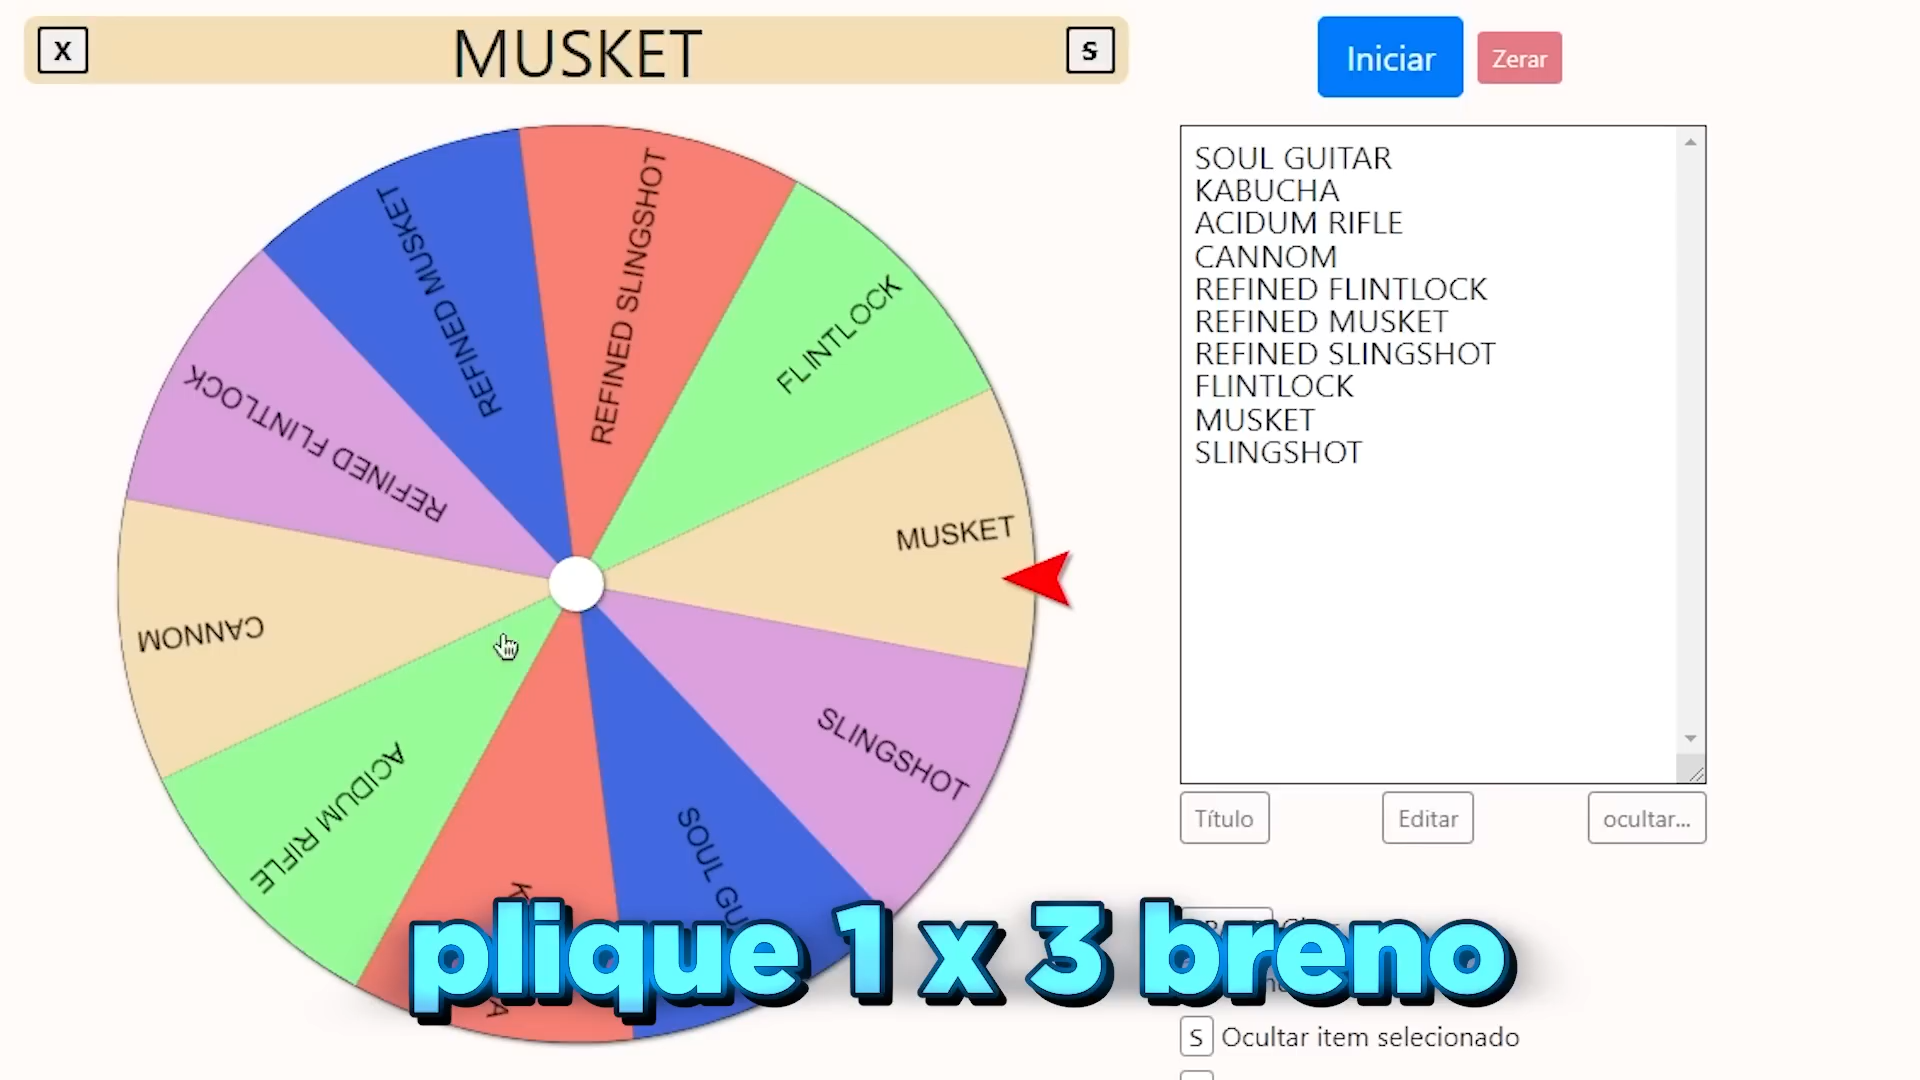 X
MUSKET
S
Iniciar
Zerar
REFINED MUSKET
REFINED SLINGSHOT
FLINTLOCK
REFINED FLINTLOCK
MUSKET
CANNOM
SLINGSHOT
ACIDUM RIFLE
SOUL GU
SOUL GUITAR
KABUCHA
ACIDUM RIFLE
CANNOM
REFINED FLINTLOCK
REFINED MUSKET
REFINED SLINGSHOT
FLINTLOCK
MUSKET
SLINGSHOT
Título
Editar
ocultar...
plique 1 x 3 breno
S Ocultar item selecionado